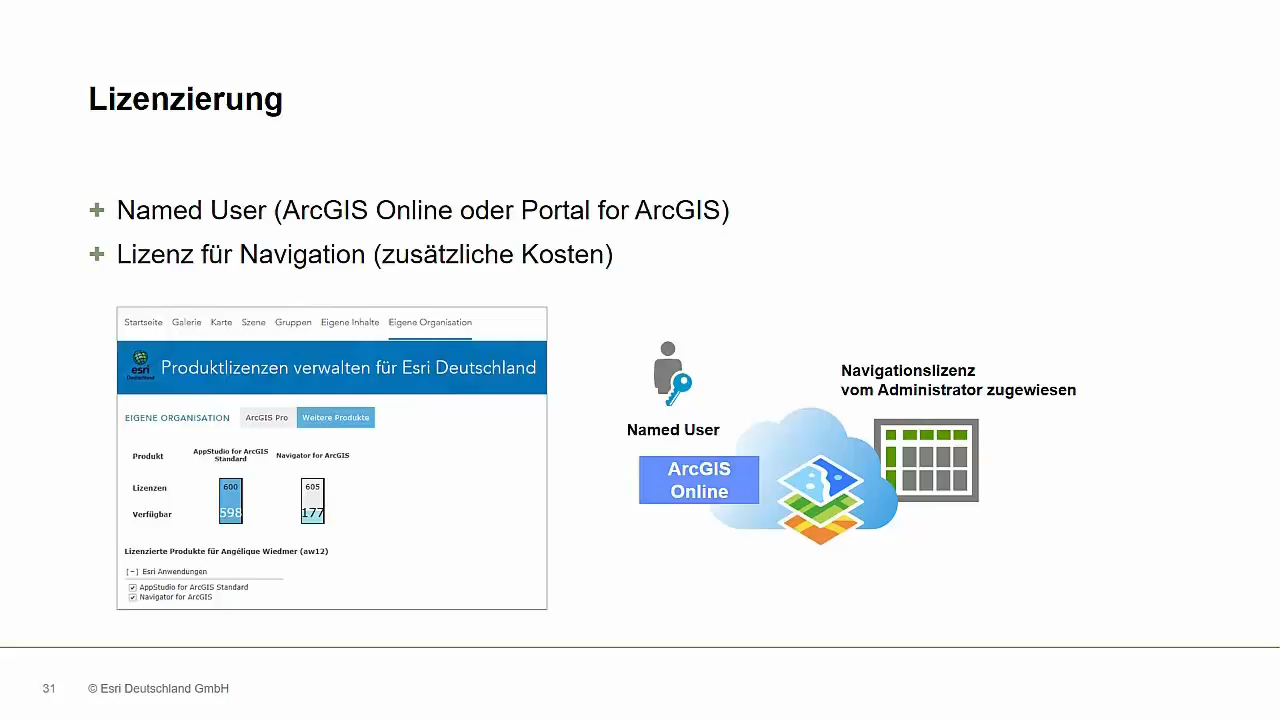 Lizenzierung
+ Named User (ArcGIS Online oder Portal for ArcGIS)
+ Lizenz für Navigation (zusätzliche Kosten)
Startseite Galerie Karte Szene Gruppen Eigene Inhalte Eigene Organisation
esri Deutschland
Produktlizenzen verwalten für Esri Deutschland
EIGENE ORGANISATION ArcGIS Pro Weitere Produkte
Produkt AppStudio for ArcGIS Standard Navigator for ArcGIS
Lizenzen 600 605
Verfügbar 598 177
Lizenzierte Produkte für Angélique Wiedmer (aw12)
[−] Esri Anwendungen
AppStudio for ArcGIS Standard
Navigator for ArcGIS
Named User
ArcGIS
Online
Navigationslizenz
vom Administrator zugewiesen
31 © Esri Deutschland GmbH